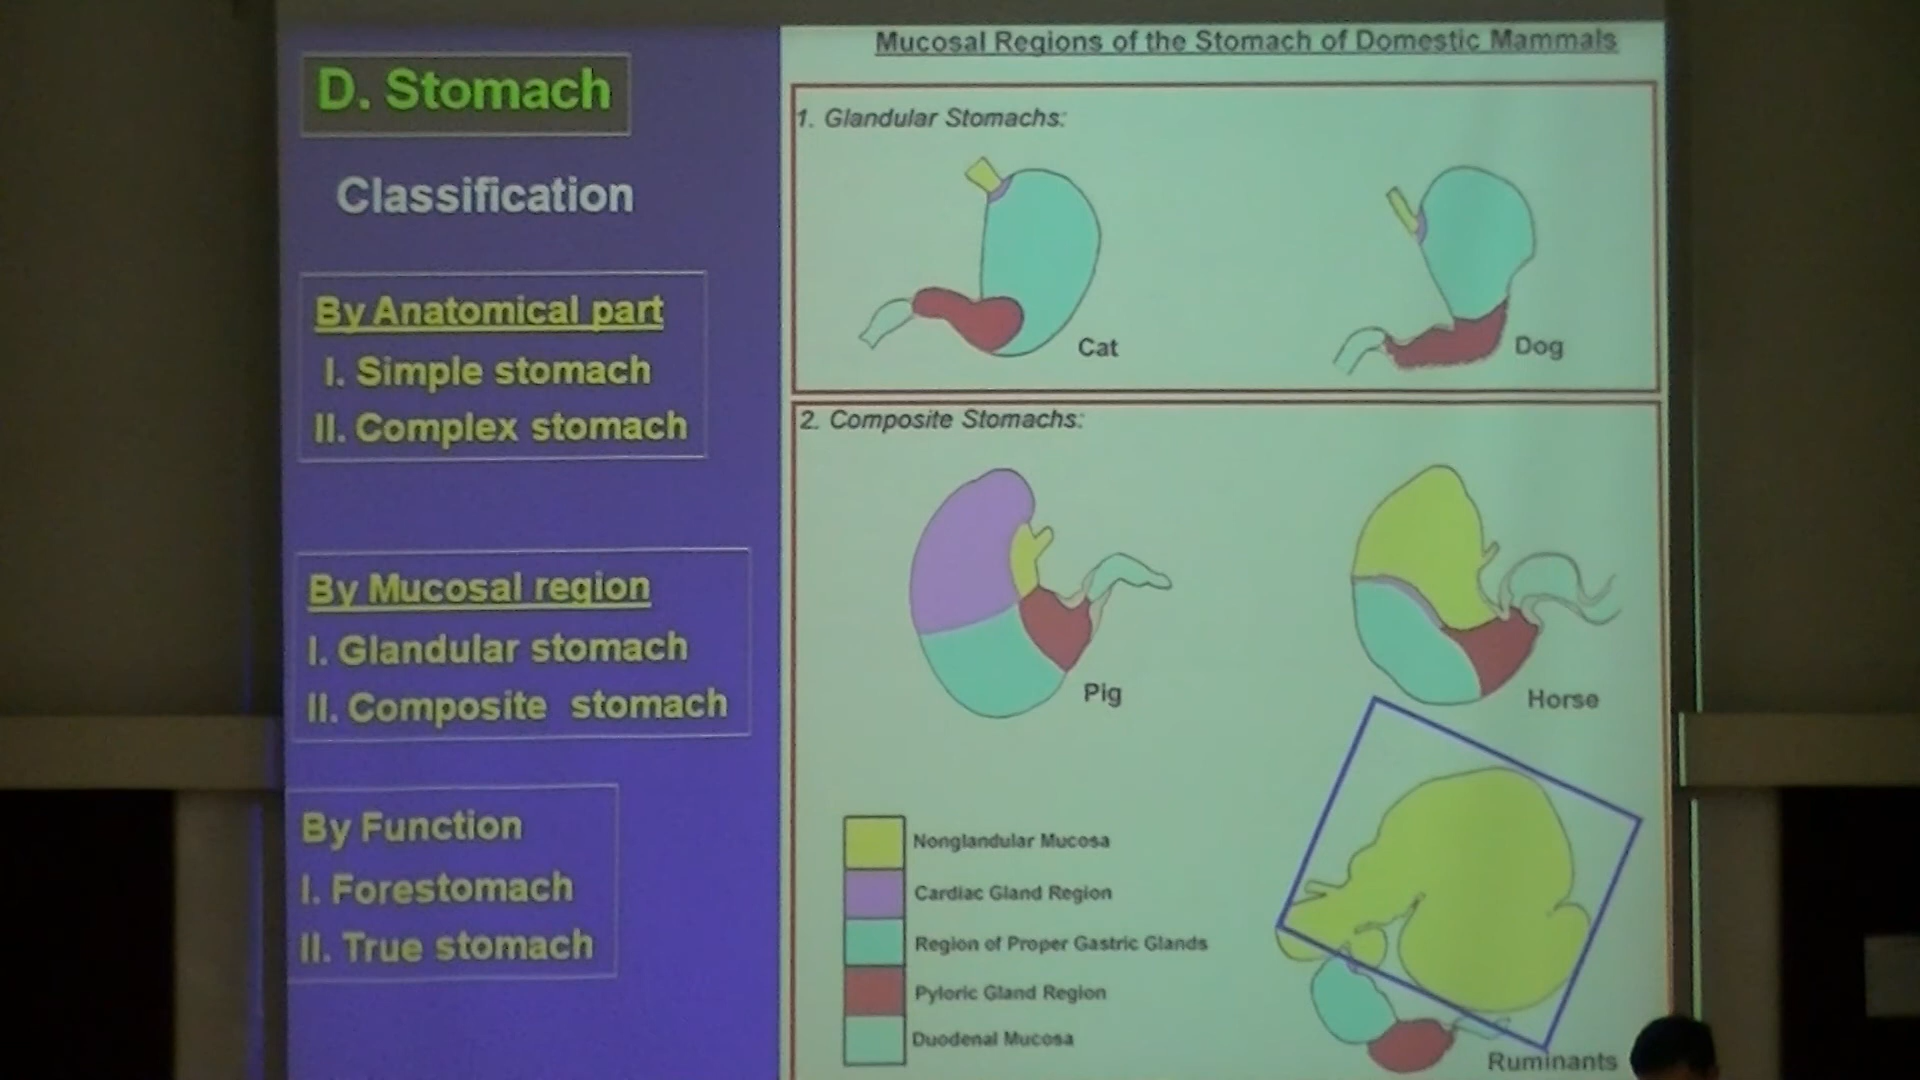 D. Stomach
Classification
By Anatomical part
I. Simple stomach
II. Complex stomach
By Mucosal region
I. Glandular stomach
II. Composite stomach
By Function
I. Forestomach
II. True stomach
Mucosal Regions of the Stomach of Domestic Mammals
1. Glandular Stomachs:
Cat
Dog
2. Composite Stomachs:
Pig
Horse
Nonglandular Mucosa
Cardiac Gland Region
Region of Proper Gastric Glands
Pyloric Gland Region
Duodenal Mucosa
Ruminants